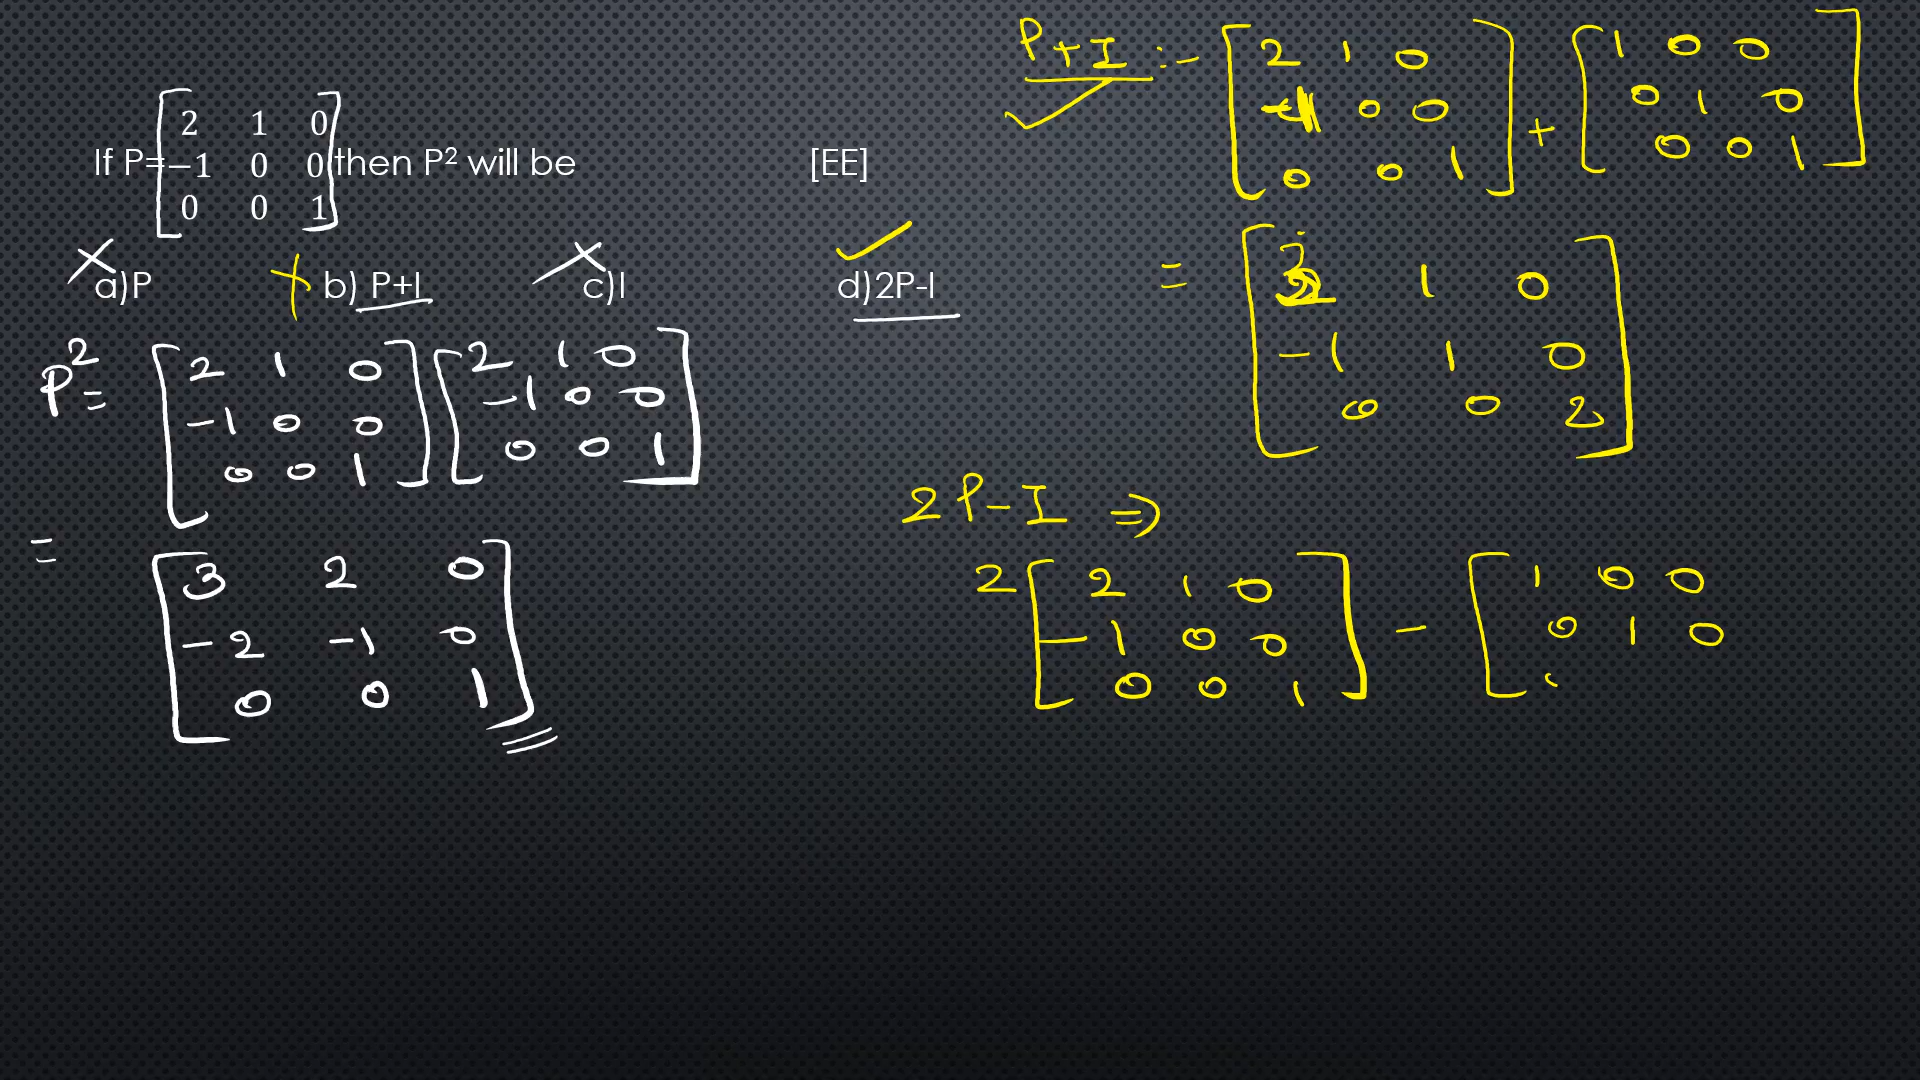 2 1 0
If P= −1 0 0 then P² will be [EE]
0 0 1
a)P b) P+I c)I d)2P-I
P² =
2 1 0
-1 0 0
0 0 1
2 1 0
-1 0 0
0 0 1
=
3 2 0
-2 -1 0
0 0 1
P+I :-
2 1 0
0 0
0 0 1
+
1 0 0
0 1 0
0 0 1
=
3 1 0
-1 1 0
0 0 2
2P-I ⇒
2
2 1 0
-1 0 0
0 0 1
-
1 0 0
0 1 0